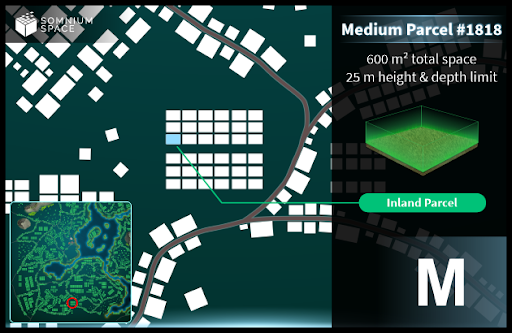 SOMNIUM
SPACE
Medium Parcel #1818
600 m² total space
25 m height & depth limit
Inland Parcel
M